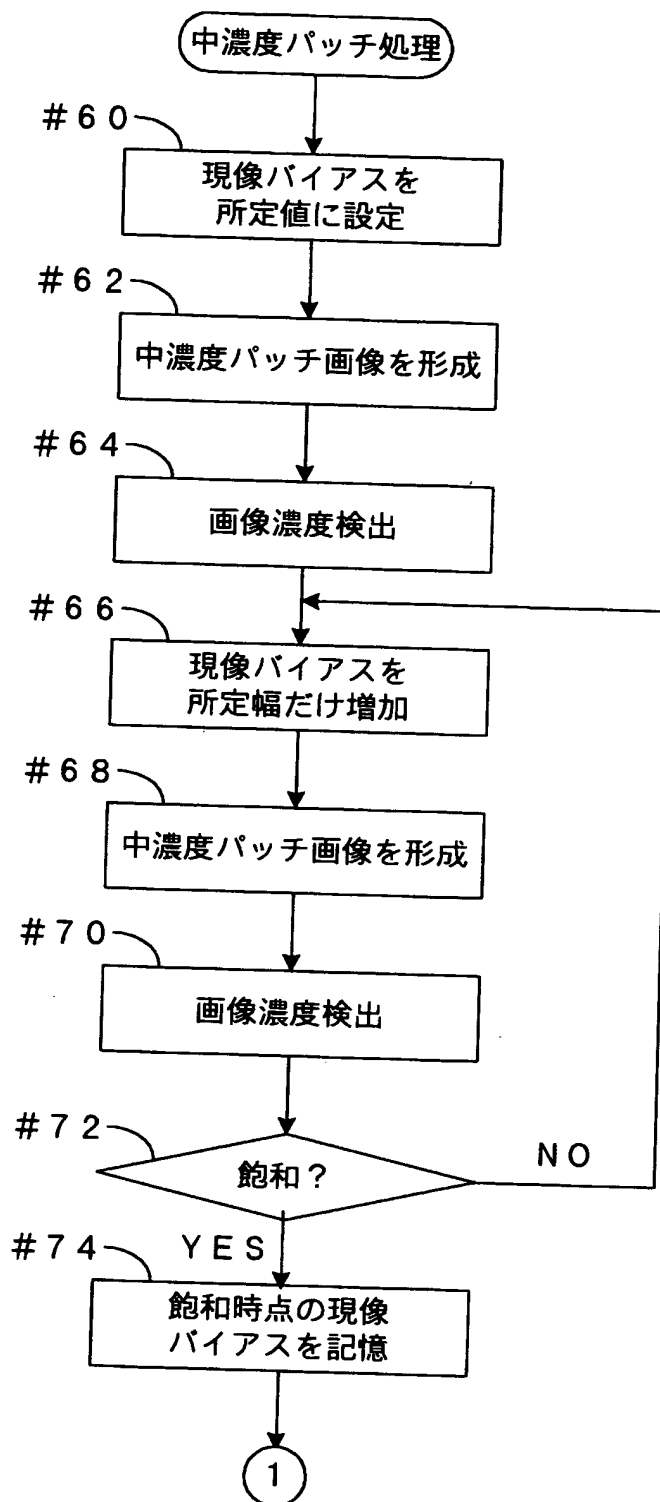 中濃度パッチ処理
#60
現像バイアスを
所定値に設定
#62
中濃度パッチ画像を形成
#64
画像濃度検出
#66
現像バイアスを
所定幅だけ増加
#68
中濃度パッチ画像を形成
#70
画像濃度検出
#72
飽和?
NO
YES
#74
飽和時点の現像
バイアスを記憶
1